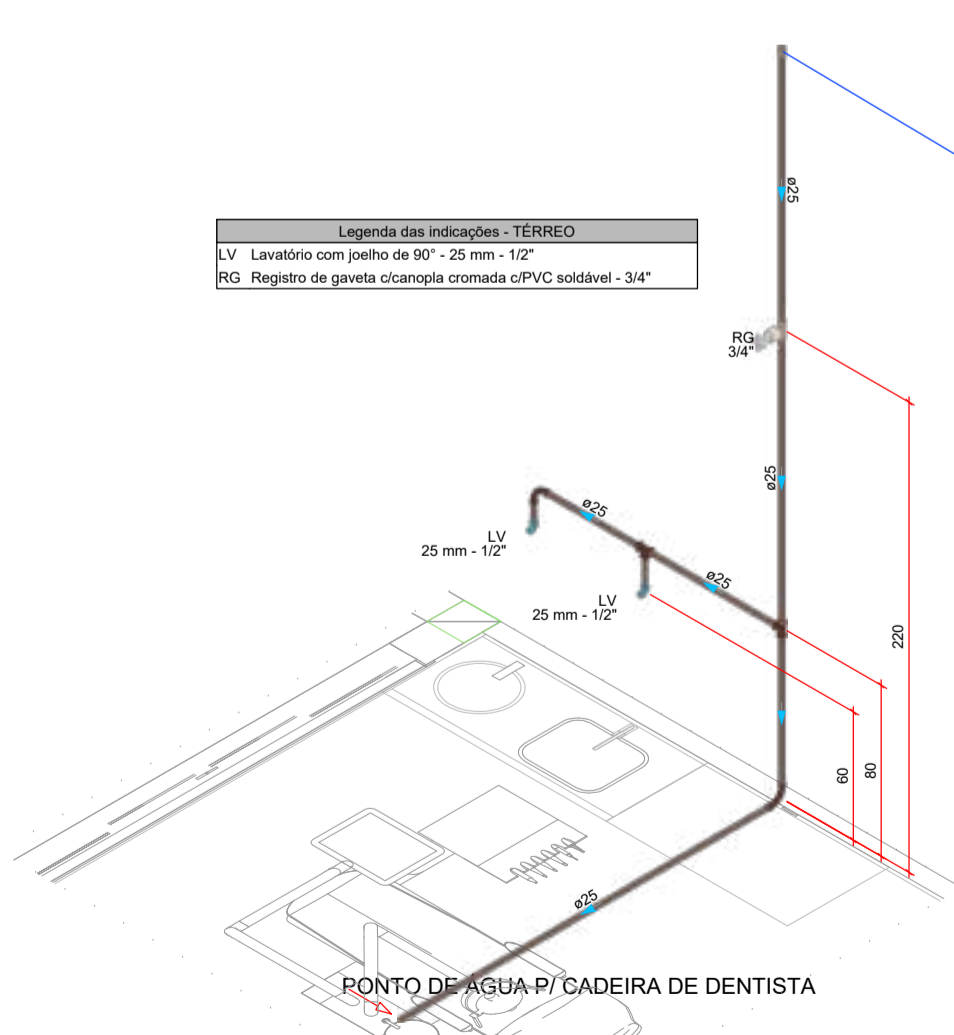 ø25
Legenda das indicações - TÉRREO
LV Lavatório com joelho de 90° - 25 mm - 1/2"
RG Registro de gaveta c/canopla cromada c/PVC soldável - 3/4"
RG
3/4"
ø25
ø25
LV
25 mm - 1/2"
ø25
LV
25 mm - 1/2"
220
60
80
ø25
PONTO DE ÁGUA P/ CADEIRA DE DENTISTA